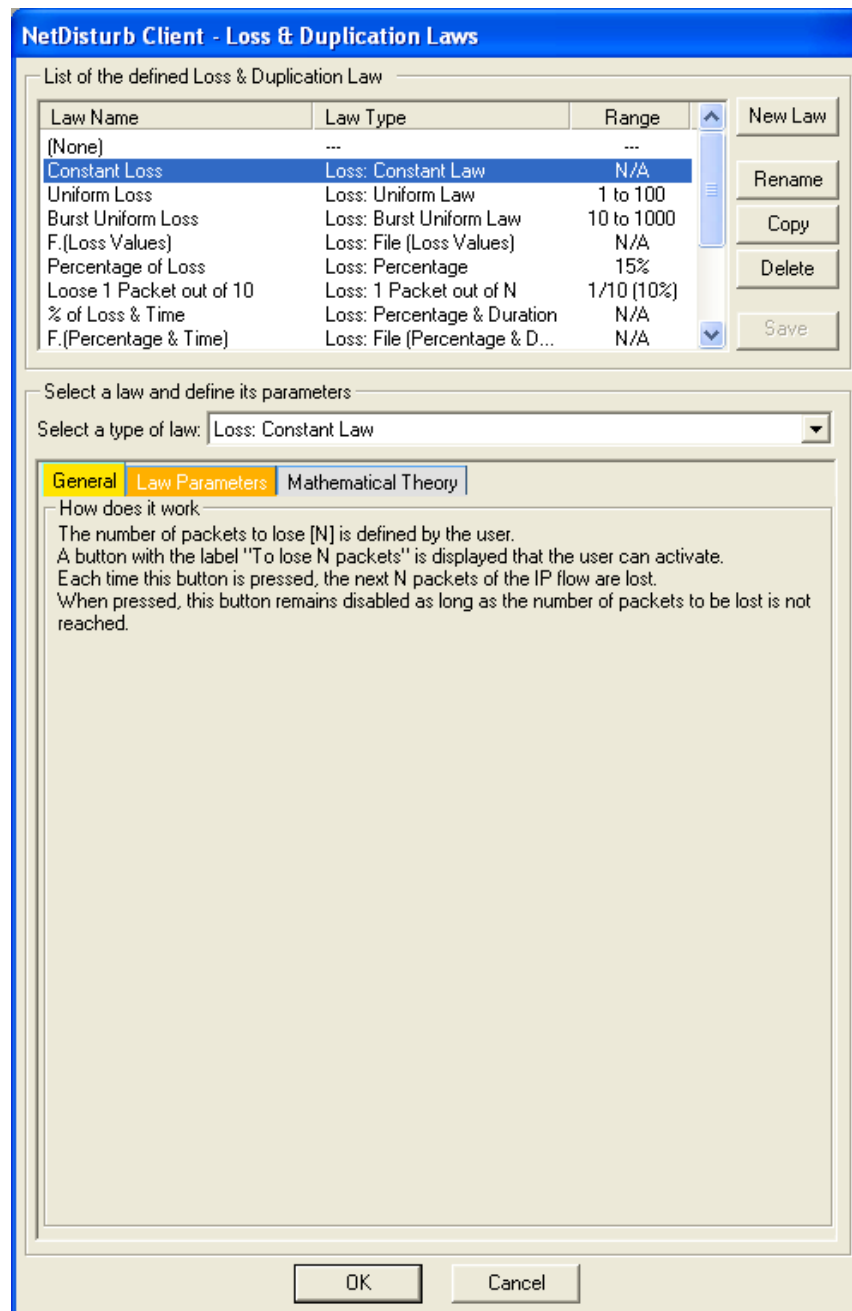 NetDisturb Client - Loss & Duplication Laws
List of the defined Loss & Duplication Law
Law Name Law Type Range
(None) --- ---
Constant Loss Loss: Constant Law N/A
Uniform Loss Loss: Uniform Law 1 to 100
Burst Uniform Loss Loss: Burst Uniform Law 10 to 1000
F.(Loss Values) Loss: File (Loss Values) N/A
Percentage of Loss Loss: Percentage 15%
Loose 1 Packet out of 10 Loss: 1 Packet out of N 1/10 (10%)
% of Loss & Time Loss: Percentage & Duration N/A
F.(Percentage & Time) Loss: File (Percentage & D... N/A
New Law
Rename
Copy
Delete
Save
Select a law and define its parameters
Select a type of law: Loss: Constant Law
General Law Parameters Mathematical Theory
How does it work
The number of packets to lose [N] is defined by the user.
A button with the label "To lose N packets" is displayed that the user can activate.
Each time this button is pressed, the next N packets of the IP flow are lost.
When pressed, this button remains disabled as long as the number of packets to be lost is not
reached.
OK Cancel